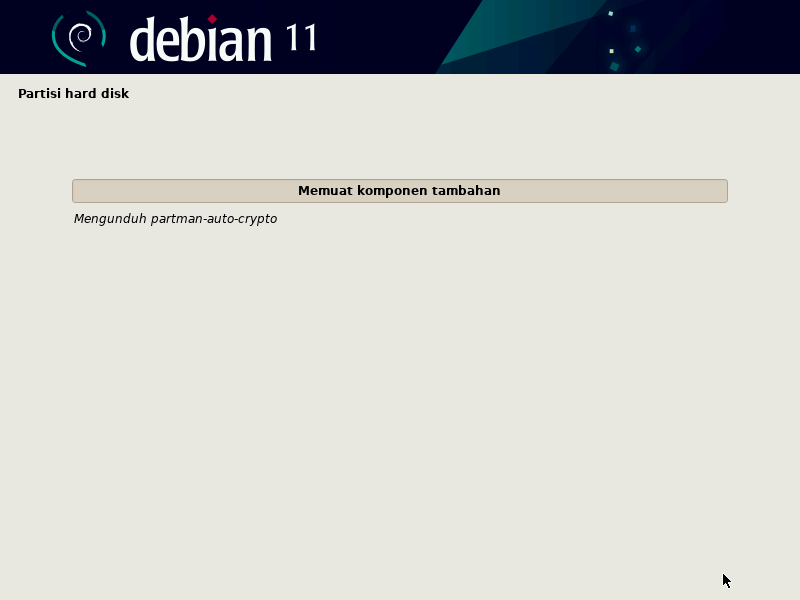 debian 11
Partisi hard disk
Memuat komponen tambahan
Mengunduh partman-auto-crypto